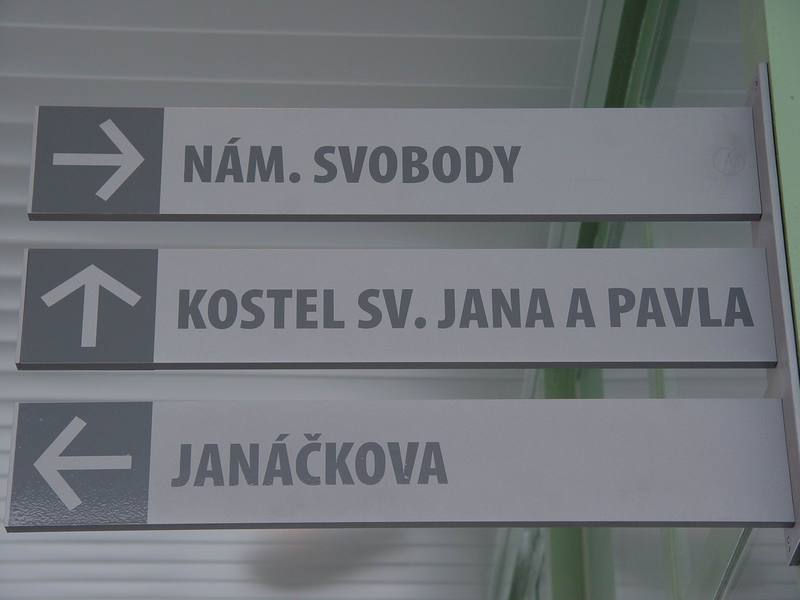 NÁM. SVOBODY
KOSTEL SV. JANA A PAVLA
JANÁČKOVA